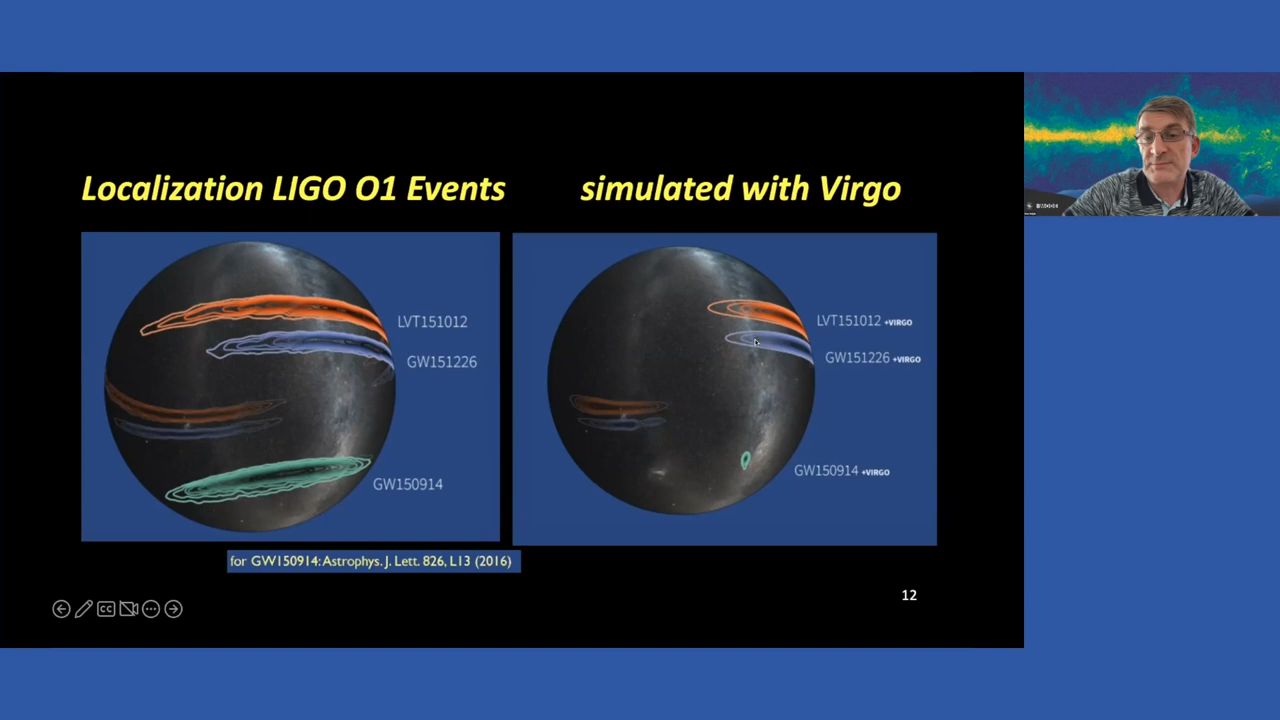 Localization LIGO O1 Events
simulated with Virgo
LVT151012
GW151226
GW150914
LVT151012 +VIRGO
GW151226 +VIRGO
GW150914 +VIRGO
for GW150914: Astrophys. J. Lett. 826, L13 (2016)
CC
12